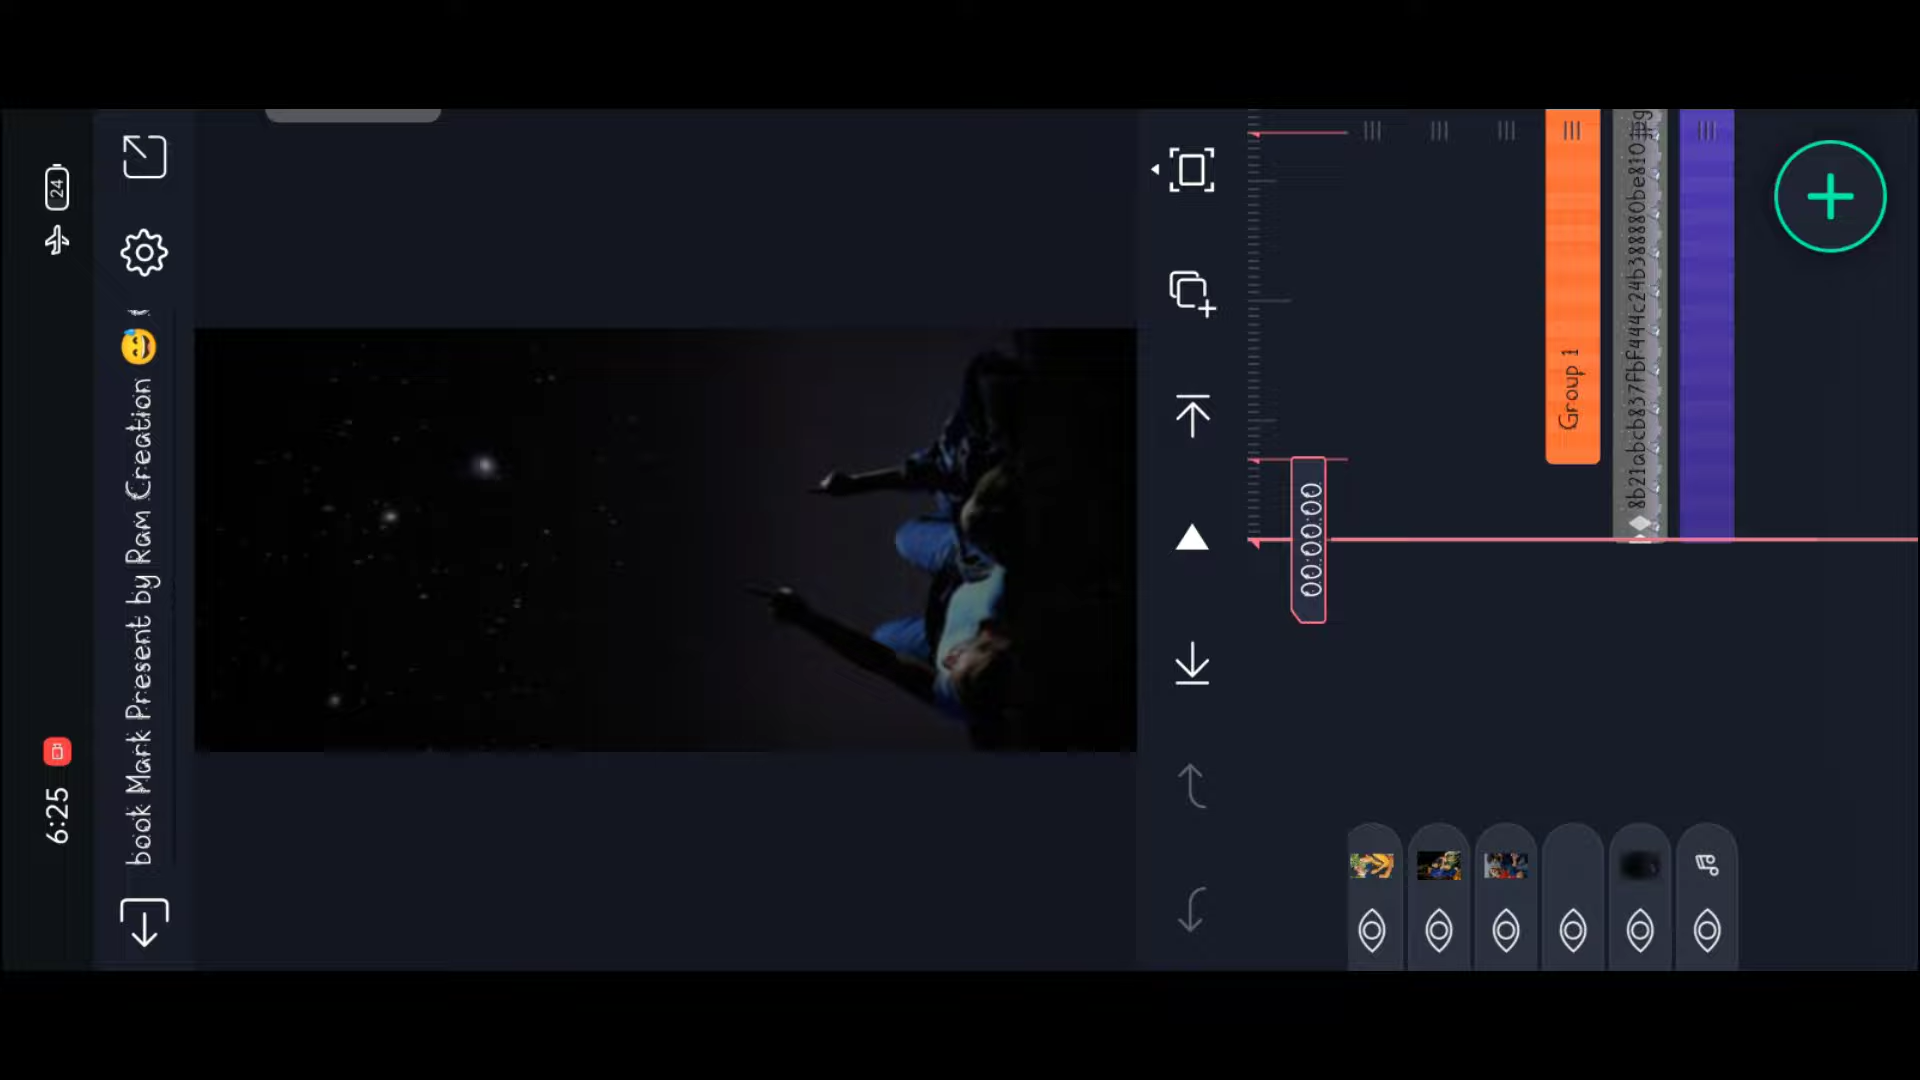 6:25
24
book Mark Present by Ram Creation 😅
00:00:00
Group 1
8b21abcb837fbf444c24b38880be810.jpg